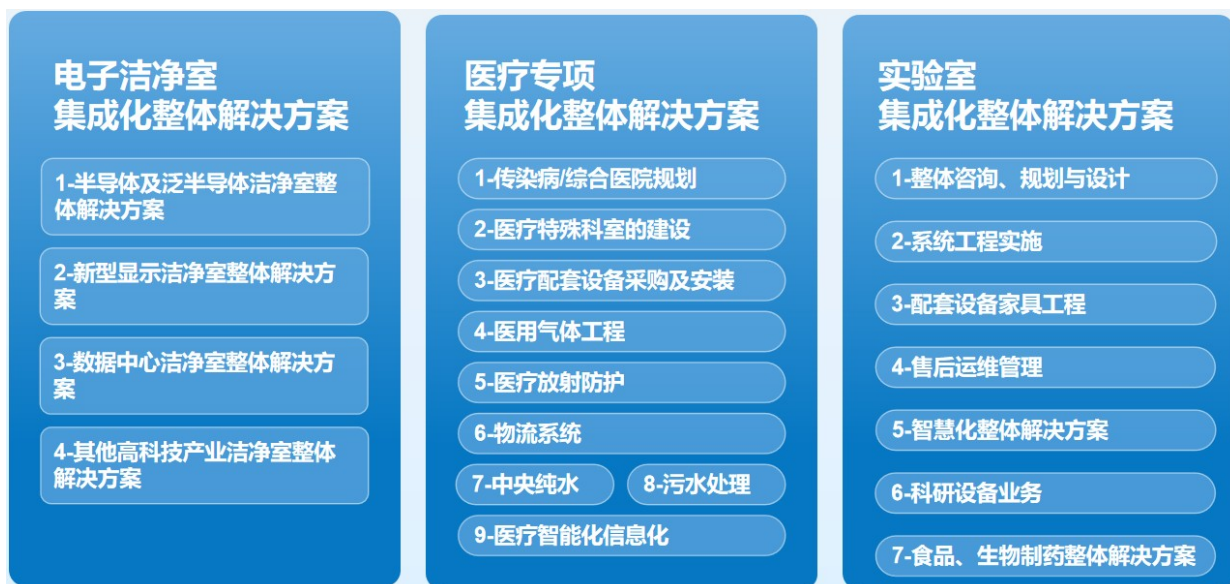 电子洁净室
集成化整体解决方案
1-半导体及泛半导体洁净室整
体解决方案
2-新型显示洁净室整体解决方
案
3-数据中心洁净室整体解决方
案
4-其他高科技产业洁净室整体
解决方案
医疗专项
集成化整体解决方案
1-传染病/综合医院规划
2-医疗特殊科室的建设
3-医疗配套设备采购及安装
4-医用气体工程
5-医疗放射防护
6-物流系统
7-中央纯水
8-污水处理
9-医疗智能化信息化
实验室
集成化整体解决方案
1-整体咨询、规划与设计
2-系统工程实施
3-配套设备家具工程
4-售后运维管理
5-智慧化整体解决方案
6-科研设备业务
7-食品、生物制药整体解决方案